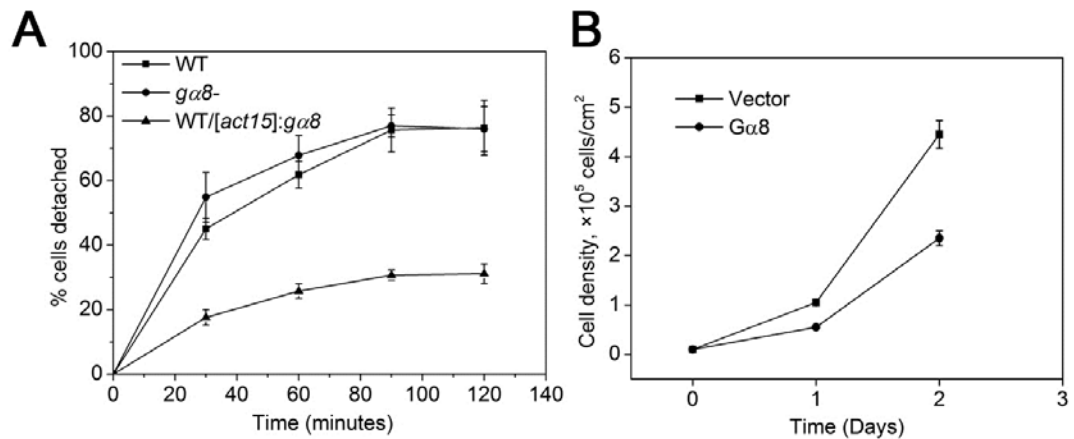 A
100
80
60
40
20
0
% cells detached
WT
gα8-
WT/[act15]:gα8
0 20 40 60 80 100 120 140
Time (minutes)
B
6
5
4
3
2
1
0
Cell density, ×10⁵ cells/cm²
Vector
Gα8
0 1 2 3
Time (Days)